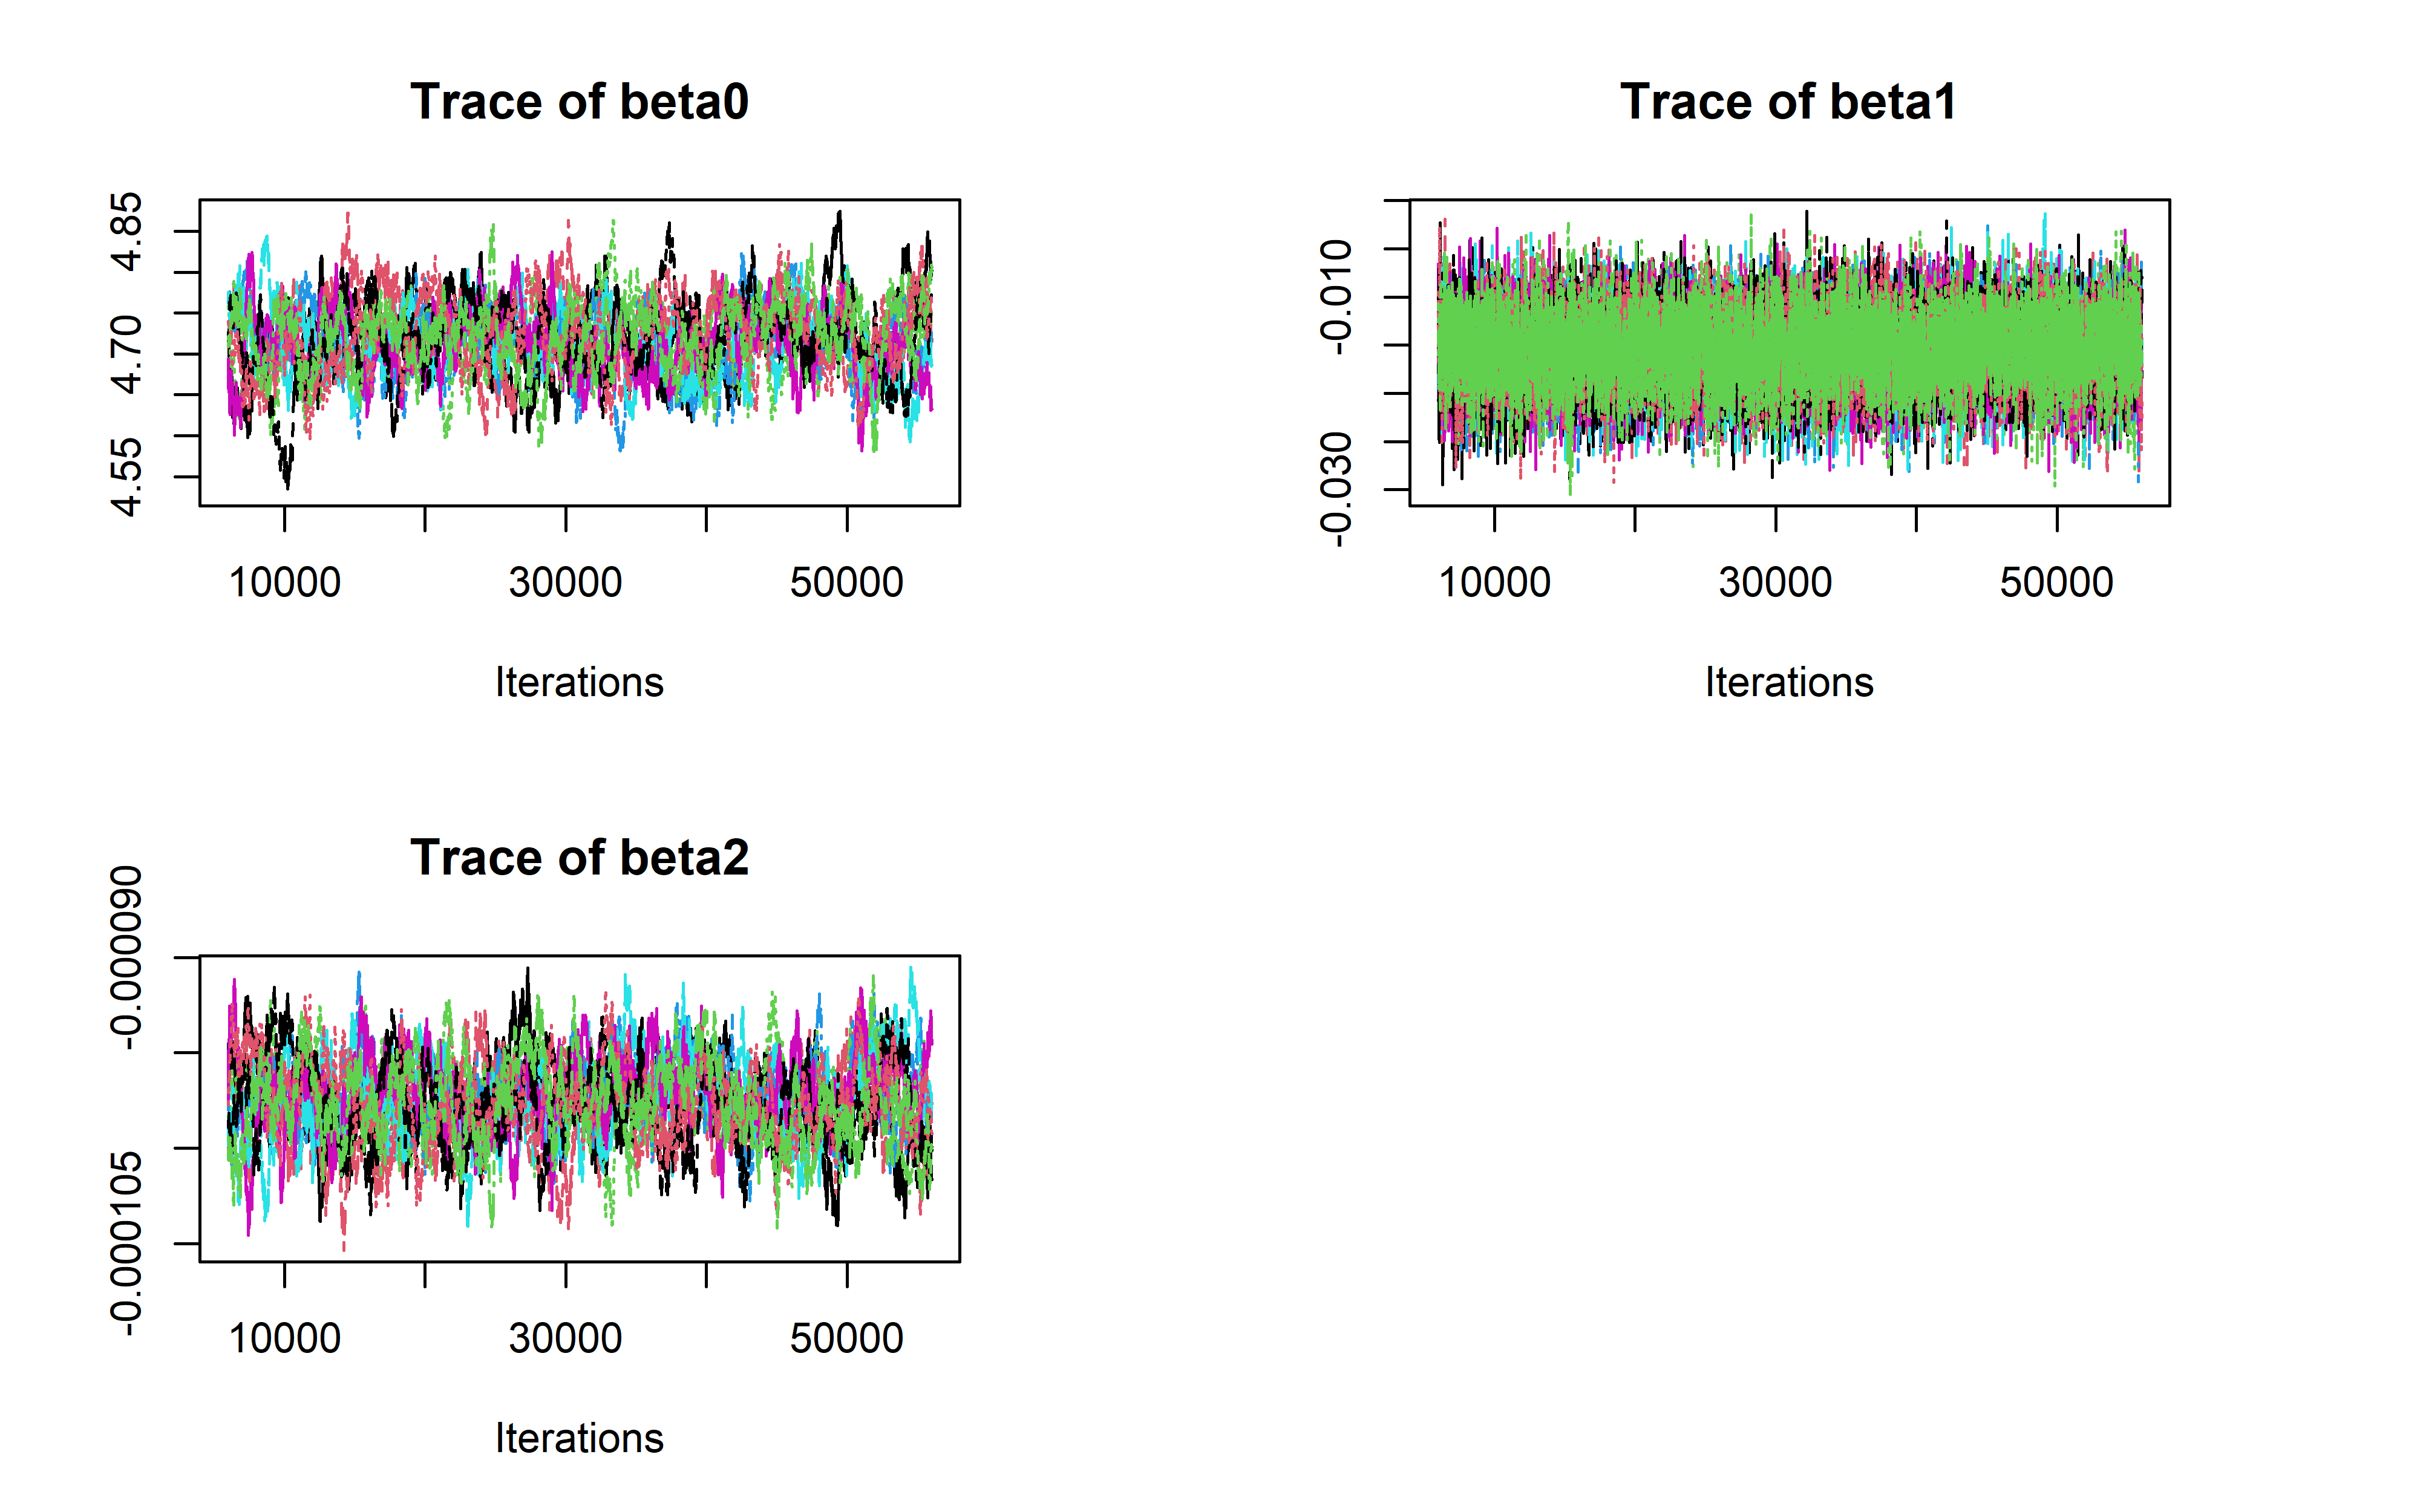 Trace of beta0
4.85
4.70
4.55
10000 30000 50000
Iterations
Trace of beta1
-0.010
-0.030
10000 30000 50000
Iterations
Trace of beta2
-0.000090
-0.000105
10000 30000 50000
Iterations